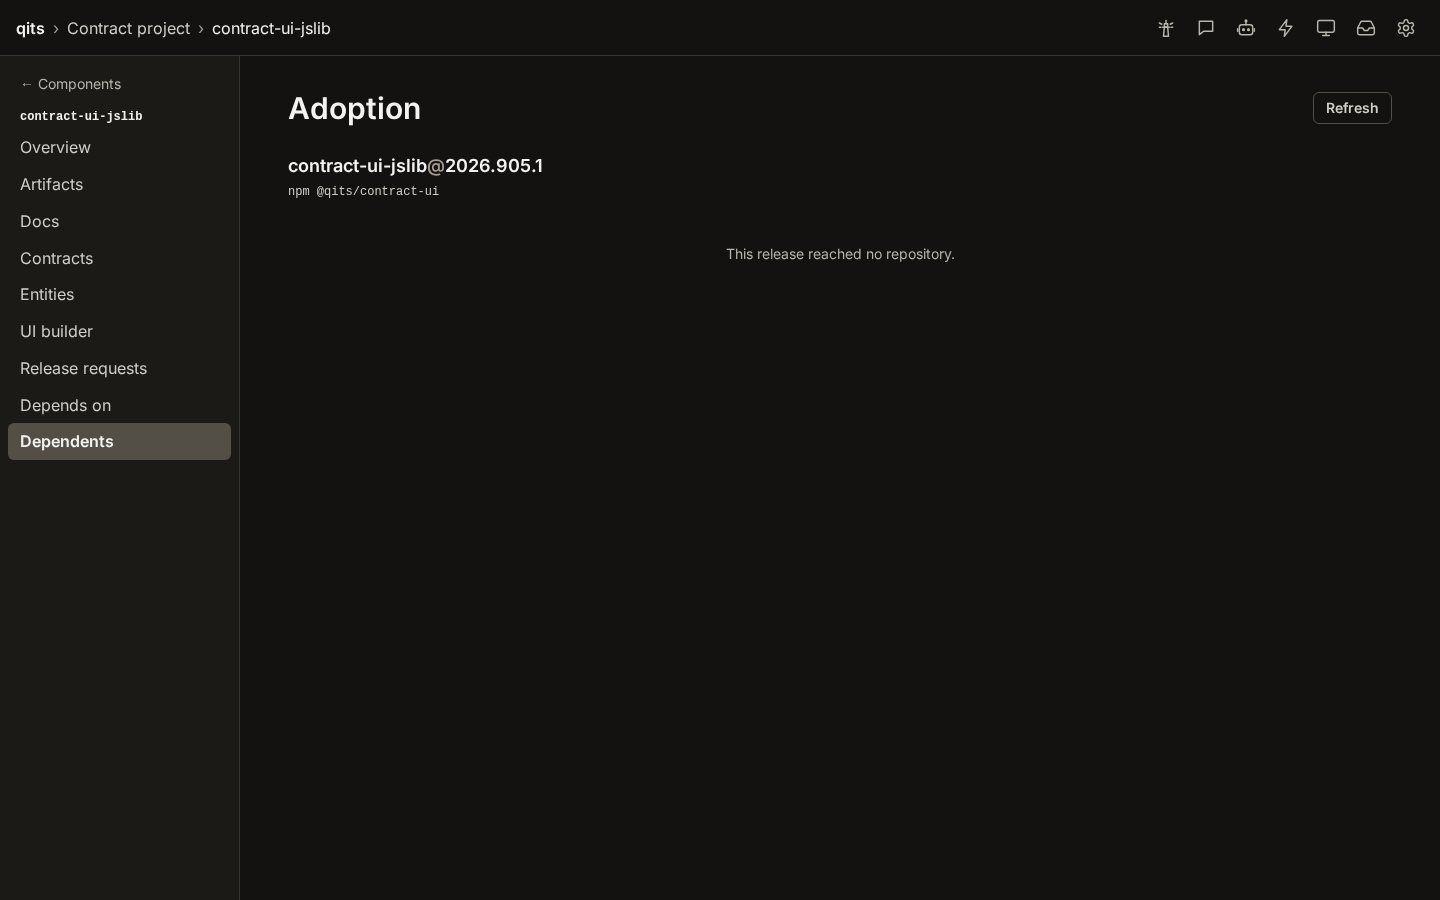 qits › Contract project › contract-ui-jslib
← Components
contract-ui-jslib
Overview
Artifacts
Docs
Contracts
Entities
UI builder
Release requests
Depends on
Dependents
Adoption
Refresh
contract-ui-jslib@2026.905.1
npm @qits/contract-ui
This release reached no repository.